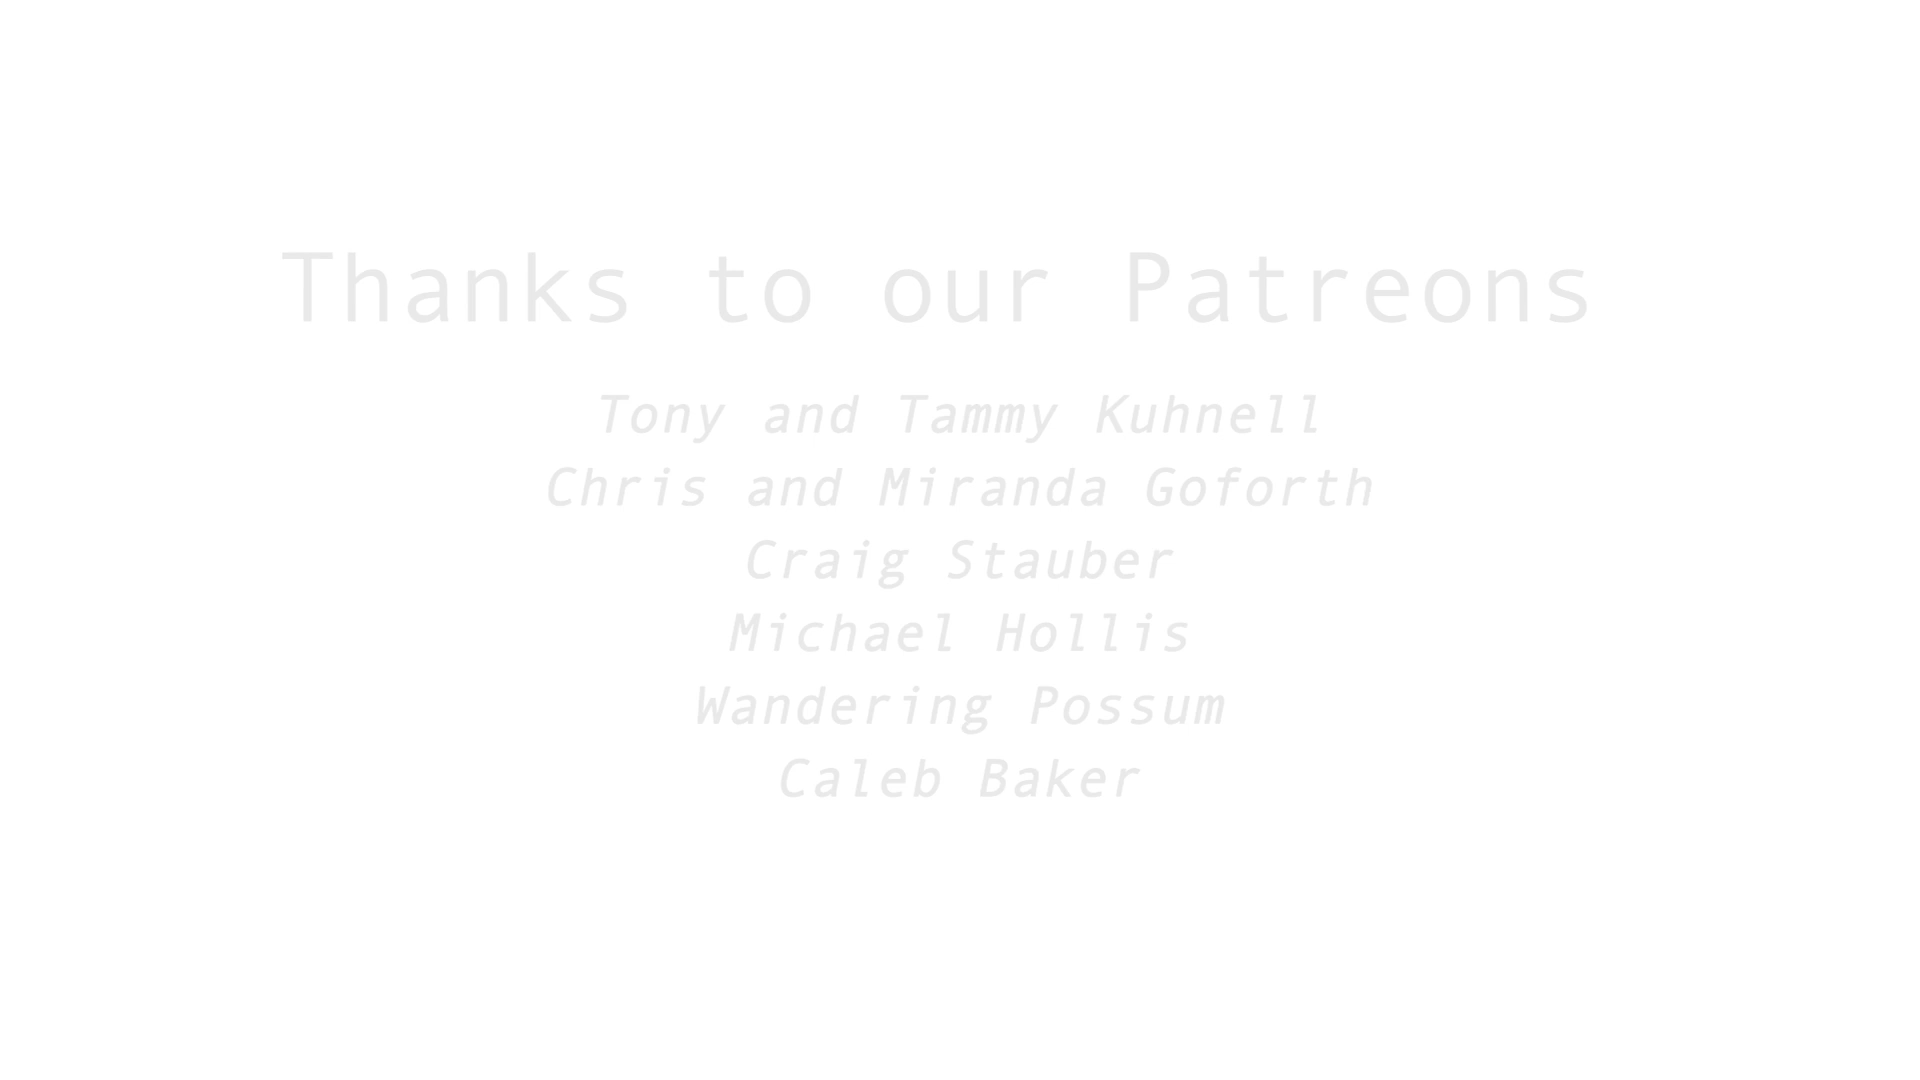 Thanks to our Patreons
Tony and Tammy Kuhnell
Chris and Miranda Goforth
Craig Stauber
Michael Hollis
Wandering Possum
Caleb Baker